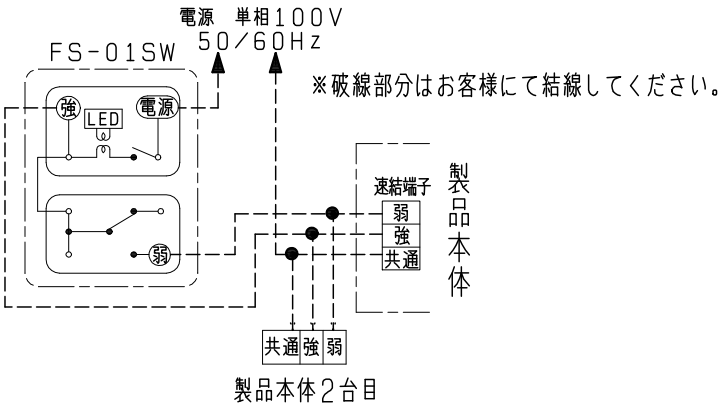 電源 単相100V
50/60Hz
FS-01SW
※破線部分はお客様にて結線してください。
強
LED
電源
弱
速結端子
弱
強
共通
製品本体
共通 強 弱
製品本体2台目